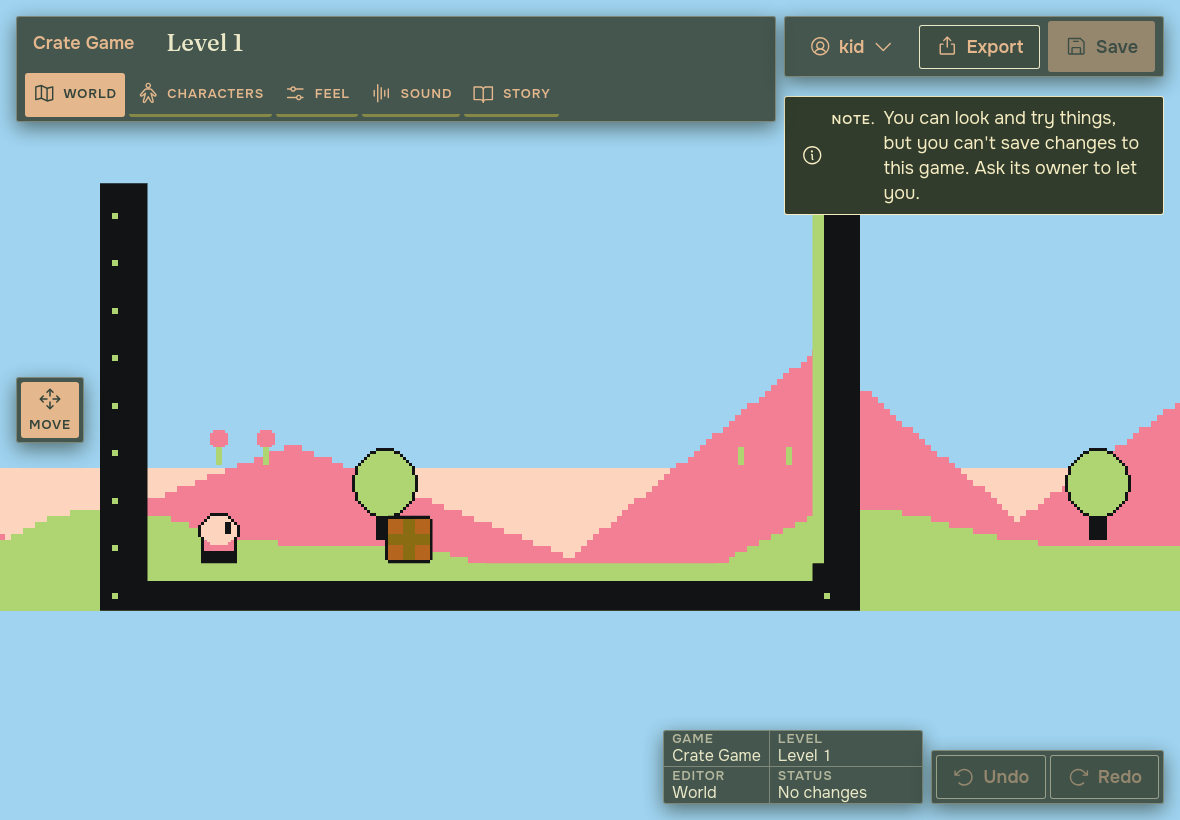 Crate Game
Level 1
WORLD
CHARACTERS
FEEL
SOUND
STORY
kid
Export
Save
NOTE. You can look and try things,
but you can't save changes to
this game. Ask its owner to let
you.
MOVE
GAME
Crate Game
LEVEL
Level 1
EDITOR
World
STATUS
No changes
Undo
Redo